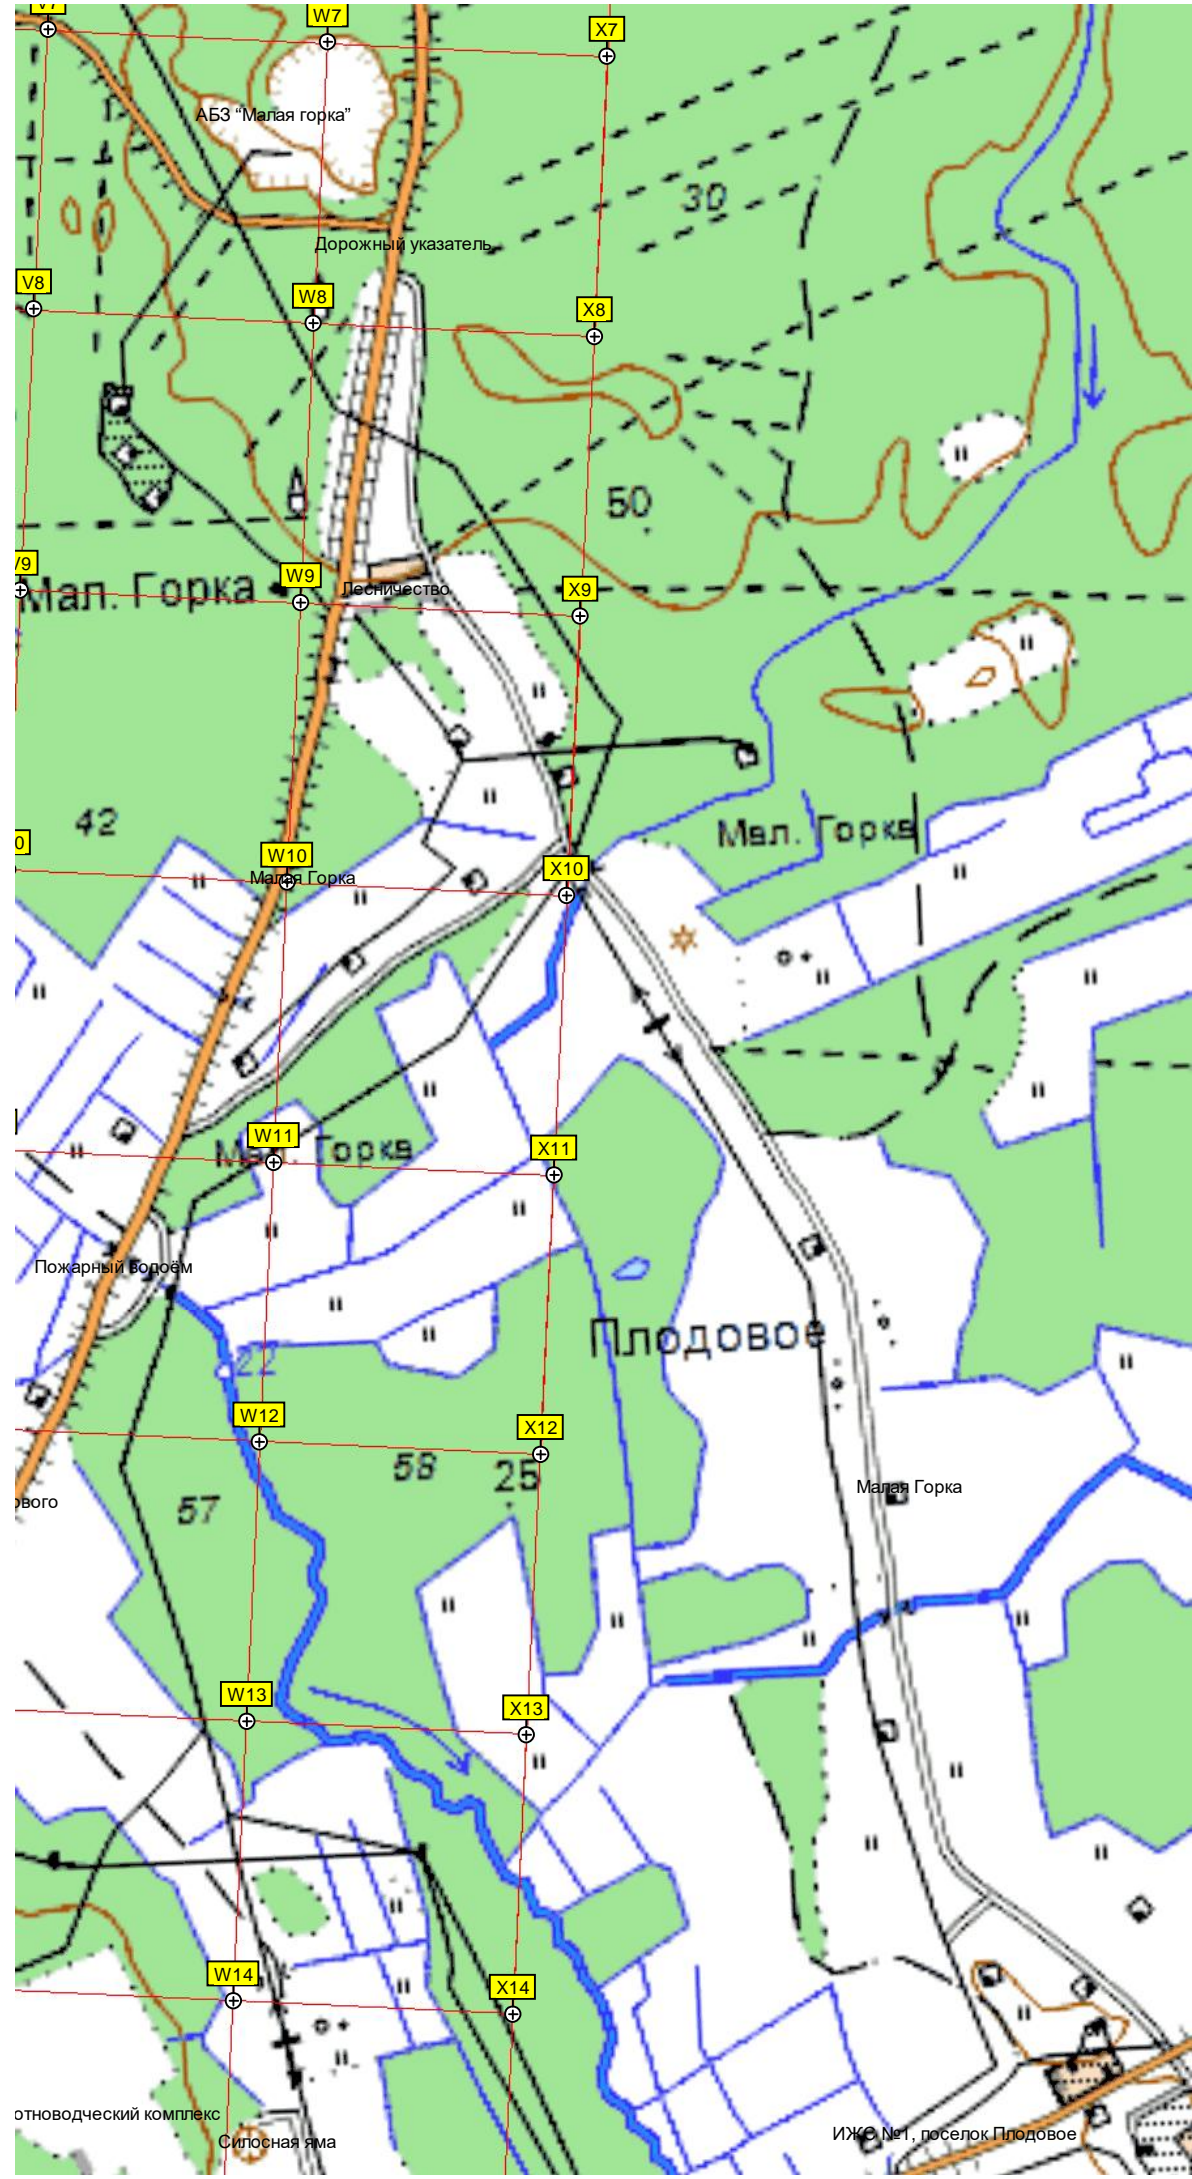 V7
W7
X7
АБЗ "Малая горка"
30
Дорожный указатель
V8
W8
X8
50
V9
W9
X9
Мал. Горка
Лесничество
42
Мал. Горка
0
W10
X10
Малая Горка
W11
X11
Мал. Горка
Пожарный водоём
Плодовое
22
W12
X12
58
25
57
Малая Горка
ового
W13
X13
W14
X14
отноводческий комплекс
Силосная яма
ИЖС №1, поселок Плодовое